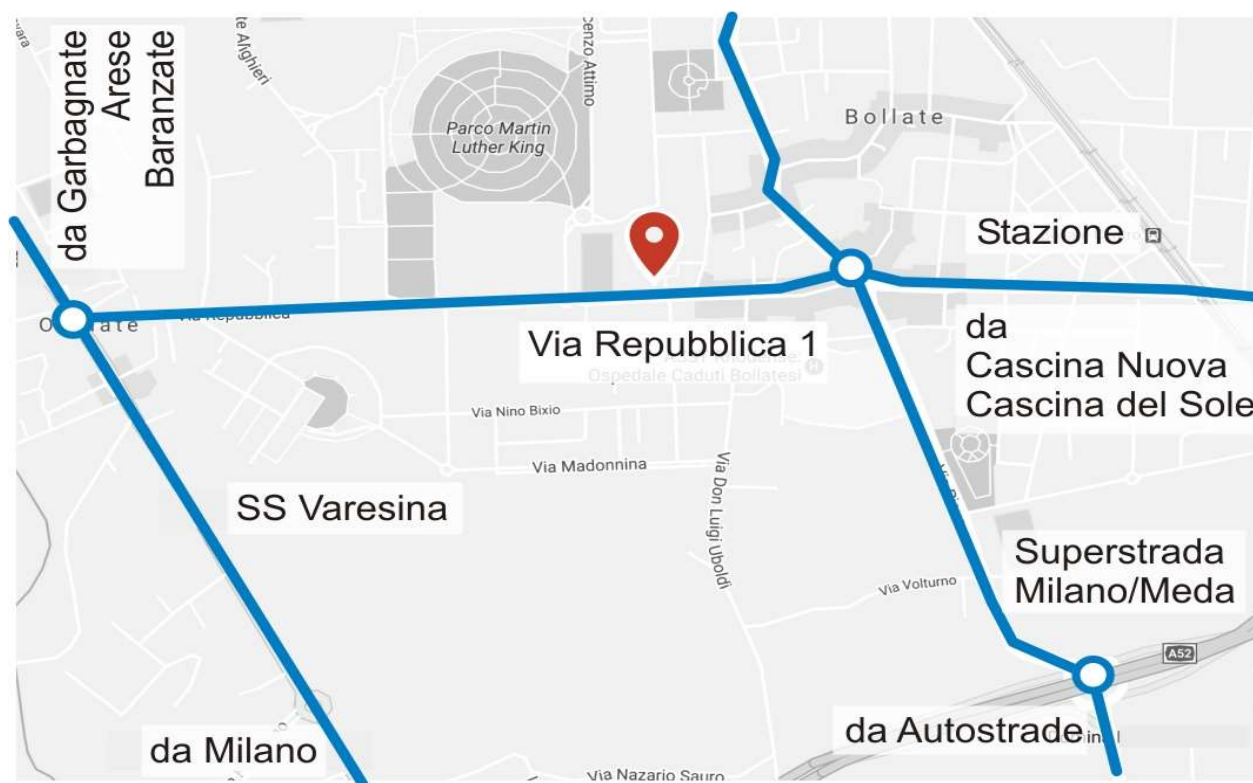 da Garbagnate
Arese
Baranzate
Parco Martin
Luther King
Bollate
Stazione
Via Repubblica 1
da
Cascina Nuova
Cascina del Sole
Ospedale Caduti Bollatesi
Via Nino Bixio
Via Madonnina
Via Don Luigi Uboldi
SS Varesina
Superstrada
Milano/Meda
Via Volturno
A52
da Milano
da Autostrade
Via Nazario Sauro